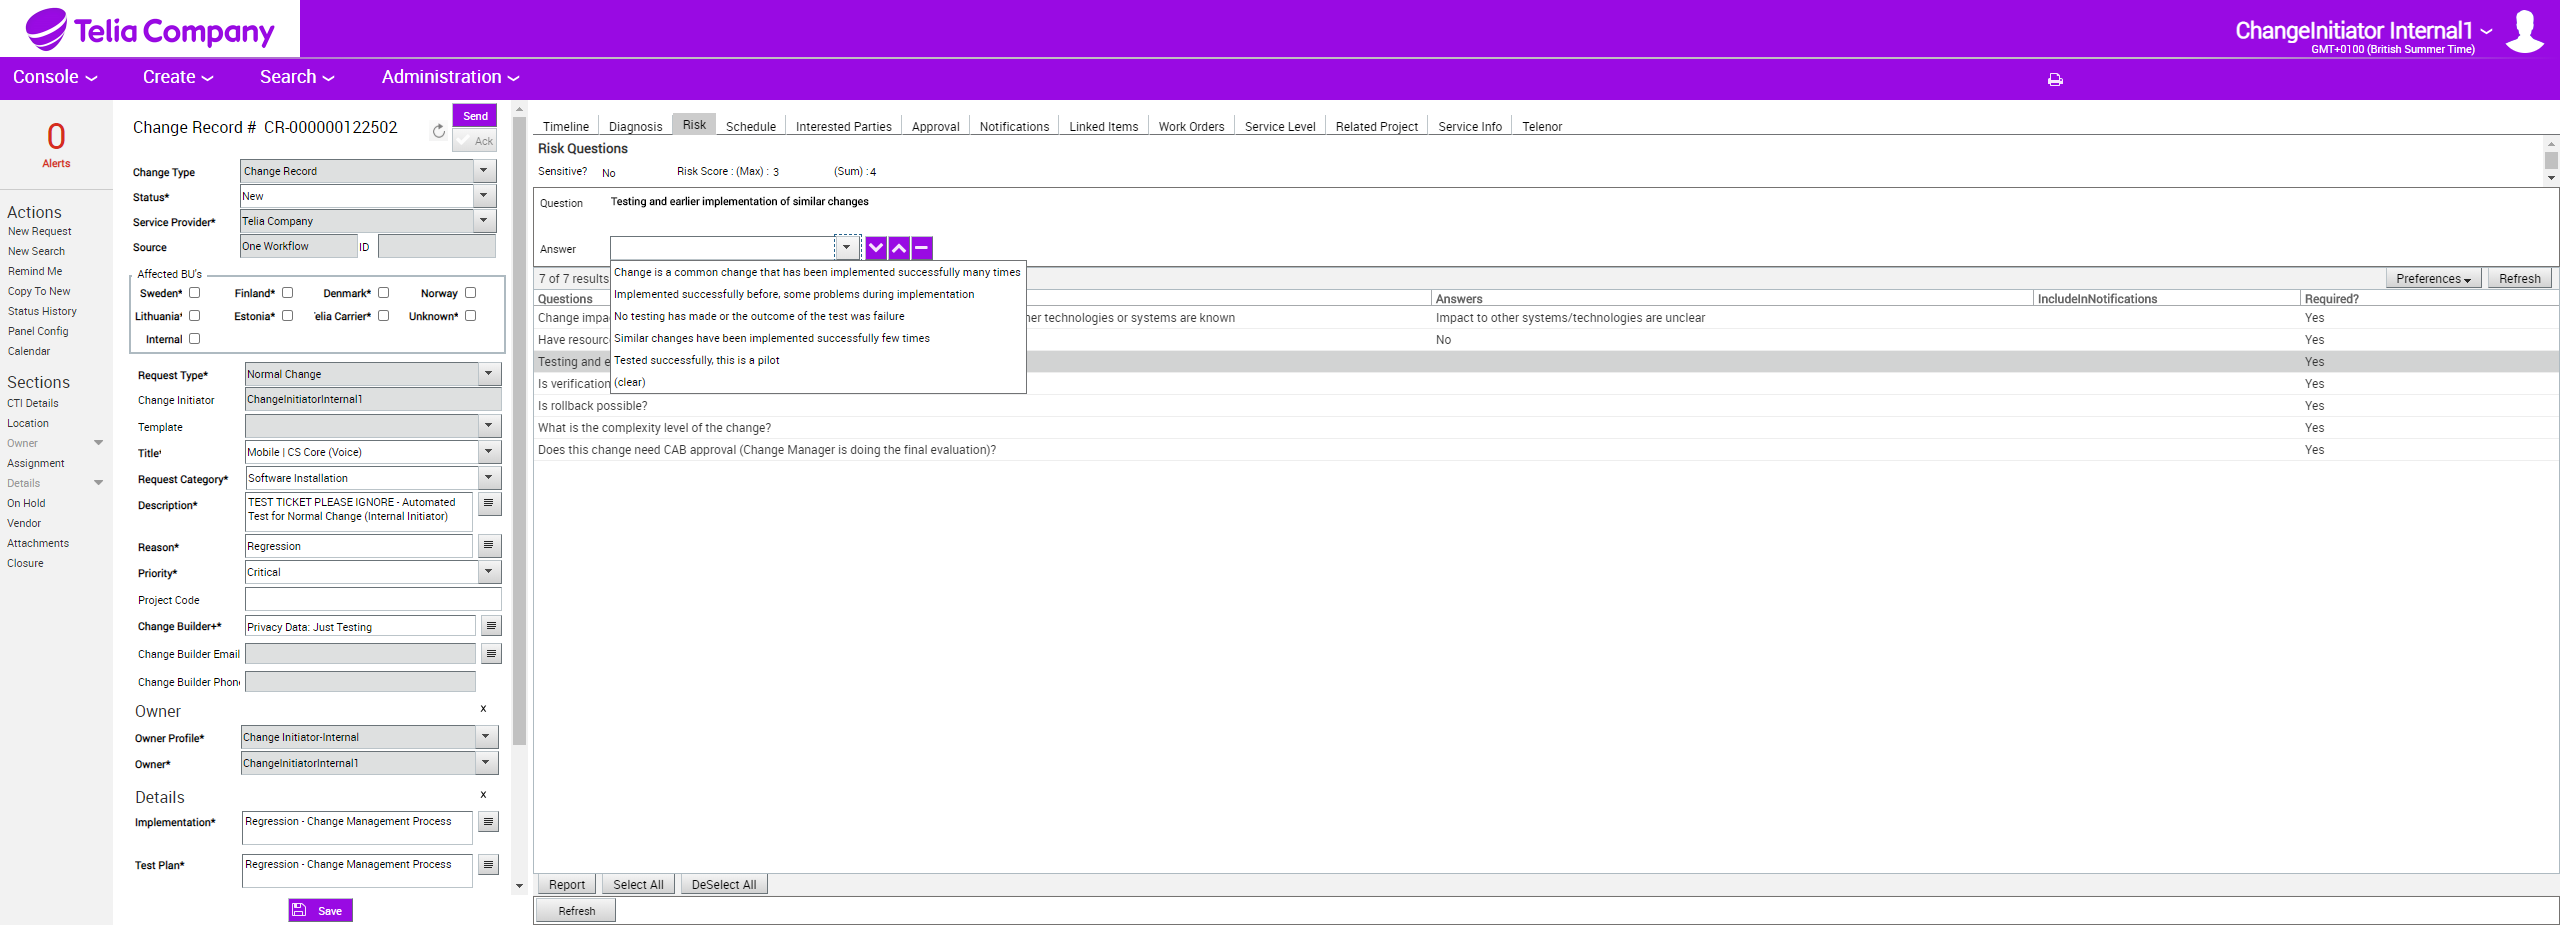 Telia Company
ChangeInitiator Internal1
GMT+0100 (British Summer Time)
Console Create Search Administration
0
Alerts
Actions
New Request
New Search
Remind Me
Copy To New
Status History
Panel Config
Calendar
Sections
CTI Details
Location
Owner
Assignment
Details
On Hold
Vendor
Attachments
Closure
Change Record # CR-000000122502
Send
Ack
Change Type Change Record
Status* New
Service Provider* Telia Company
Source One Workflow ID
Affected BU's
Sweden* Finland* Denmark* Norway
Lithuania* Estonia* Telia Carrier* Unknown*
Internal
Request Type* Normal Change
Change Initiator ChangeInitiatorInternal1
Template
Title* Mobile | CS Core (Voice)
Request Category* Software Installation
Description* TEST TICKET PLEASE IGNORE - Automated
Test for Normal Change (Internal Initiator)
Reason* Regression
Priority* Critical
Project Code
Change Builder+* Privacy Data: Just Testing
Change Builder Email
Change Builder Phone
Owner x
Owner Profile* Change Initiator-Internal
Owner* ChangeInitiatorInternal1
Details x
Implementation* Regression - Change Management Process
Test Plan* Regression - Change Management Process
Save
Timeline Diagnosis Risk Schedule Interested Parties Approval Notifications Linked Items Work Orders Service Level Related Project Service Info Telenor
Risk Questions
Sensitive? No Risk Score : (Max) : 3 (Sum) : 4
Question Testing and earlier implementation of similar changes
Answer
Change is a common change that has been implemented successfully many times
Implemented successfully before, some problems during implementation
No testing has made or the outcome of the test was failure
Similar changes have been implemented successfully few times
Tested successfully, this is a pilot
(clear)
7 of 7 results Preferences Refresh
Questions Answers IncludeInNotifications Required?
Change impa her technologies or systems are known Impact to other systems/technologies are unclear Yes
Have resourc No Yes
Testing and e Yes
Is verification Yes
Is rollback possible? Yes
What is the complexity level of the change? Yes
Does this change need CAB approval (Change Manager is doing the final evaluation)? Yes
Report Select All DeSelect All
Refresh